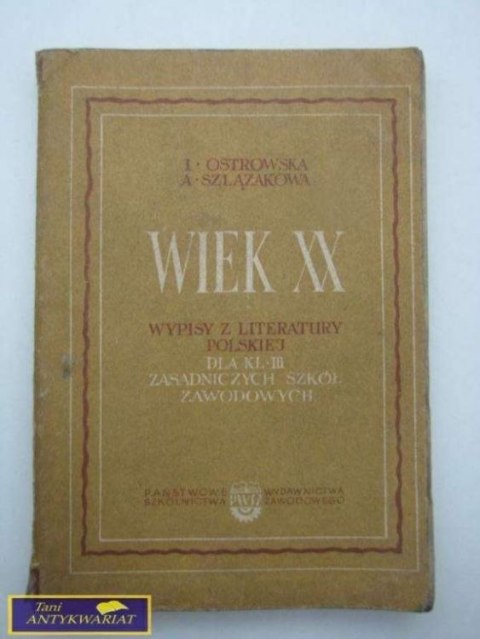 I · OSTROWSKA
A · SZLĄZAKOWA
WIEK XX
WYPISY Z LITERATURY
POLSKIEJ
DLA KL · III
ZASADNICZYCH SZKÓŁ
ZAWODOWYCH
PAŃSTWOWE WYDAWNICTWA
SZKOLNICTWA ZAWODOWEGO
PWSZ
Tani
ANTYKWARIAT